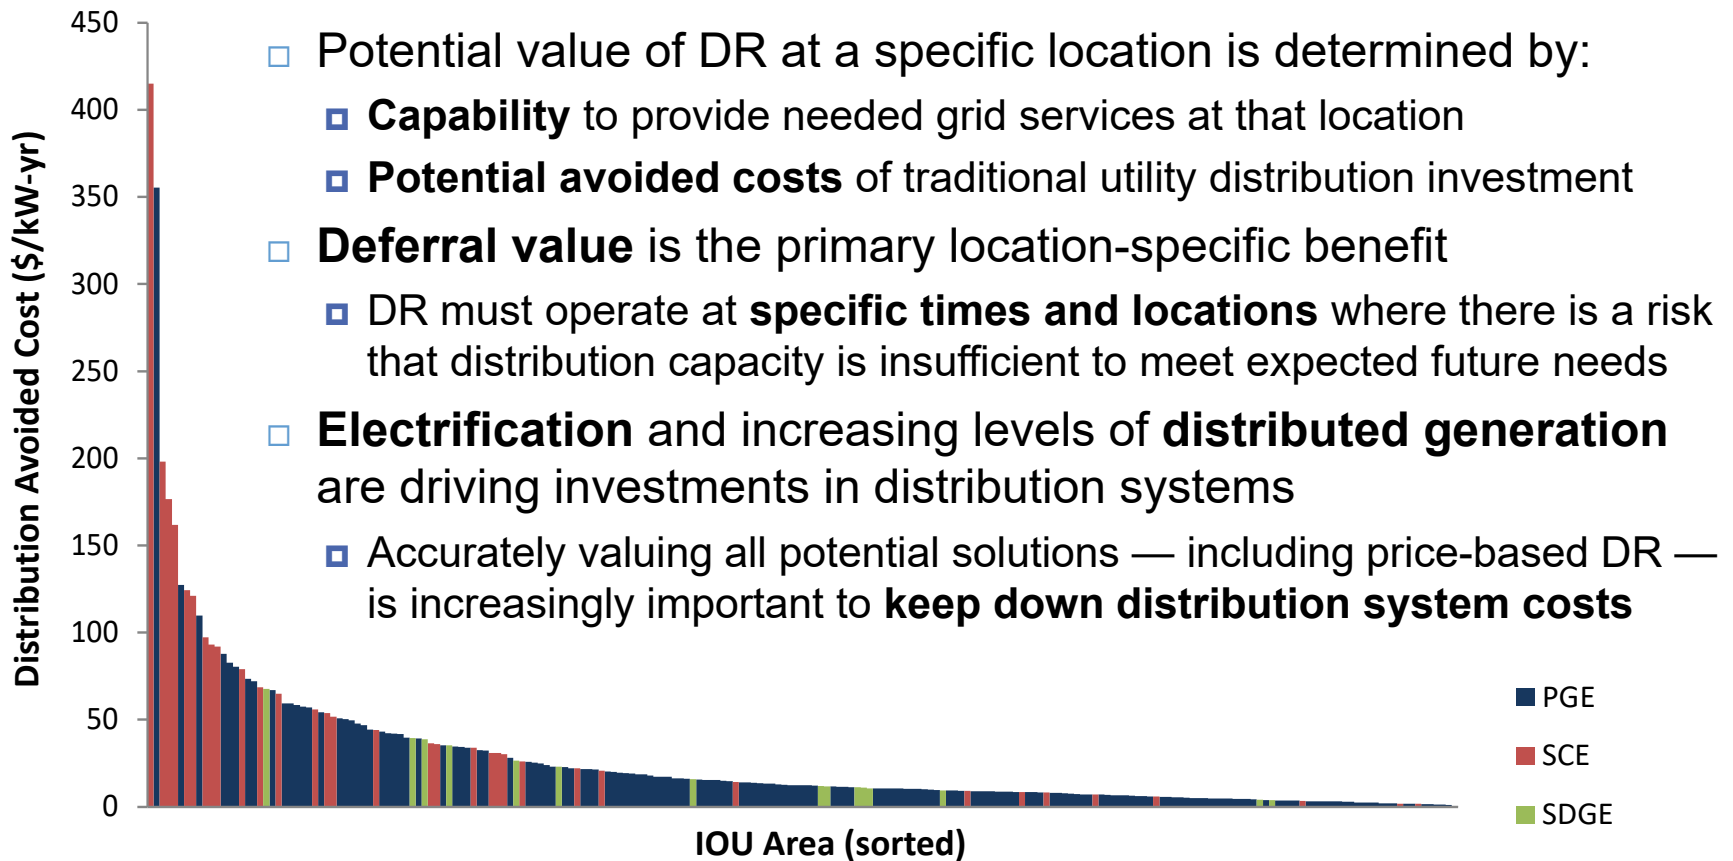 450
400
350
300
250
200
150
100
50
0
Distribution Avoided Cost ($/kW-yr)
Potential value of DR at a specific location is determined by:
Capability to provide needed grid services at that location
Potential avoided costs of traditional utility distribution investment
Deferral value is the primary location-specific benefit
DR must operate at specific times and locations where there is a risk
that distribution capacity is insufficient to meet expected future needs
Electrification and increasing levels of distributed generation
are driving investments in distribution systems
Accurately valuing all potential solutions — including price-based DR —
is increasingly important to keep down distribution system costs
PGE
SCE
SDGE
IOU Area (sorted)